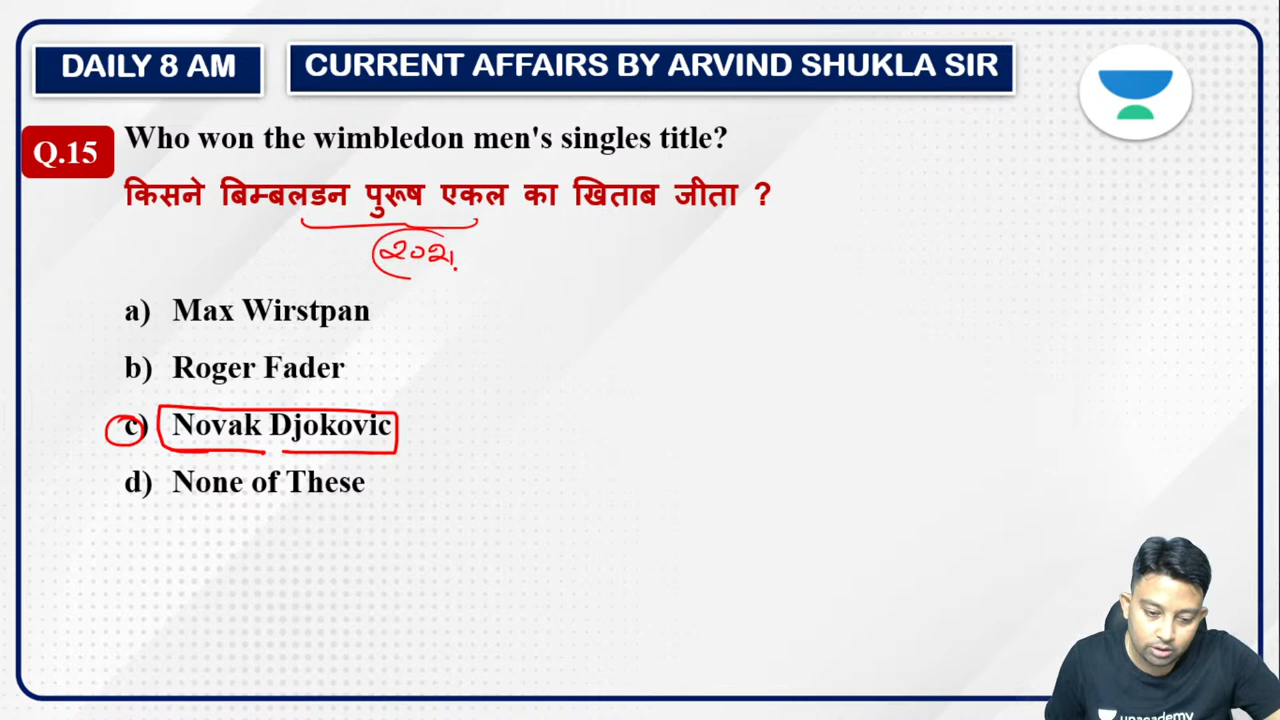 DAILY 8 AM
CURRENT AFFAIRS BY ARVIND SHUKLA SIR
Q.15
Who won the wimbledon men's singles title?
किसने बिम्बलडन पुरूष एकल का खिताब जीता ?
2021
a) Max Wirstpan
b) Roger Fader
c) Novak Djokovic
d) None of These
unacademy